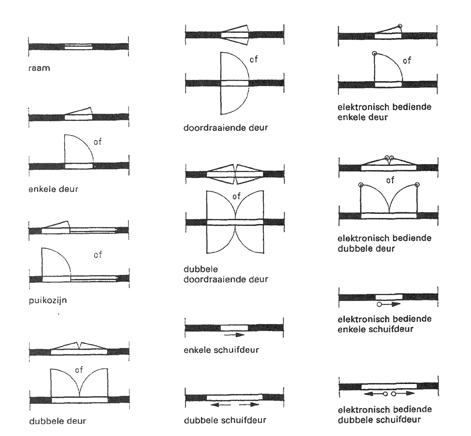 raam
of
enkele deur
of
puikozijn
of
dubbele deur
of
doordraaiende deur
of
dubbele
doordraaiende deur
enkele schuifdeur
dubbele schuifdeur
of
elektronisch bediende
enkele deur
of
elektronisch bediende
dubbele deur
elektronisch bediende
enkele schuifdeur
elektronisch bediende
dubbele schuifdeur